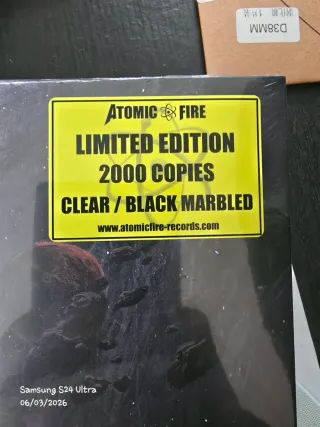 D38MM
ATOMIC FIRE
LIMITED EDITION
2000 COPIES
CLEAR / BLACK MARBLED
www.atomicfire-records.com
Samsung S24 Ultra
06/03/2026